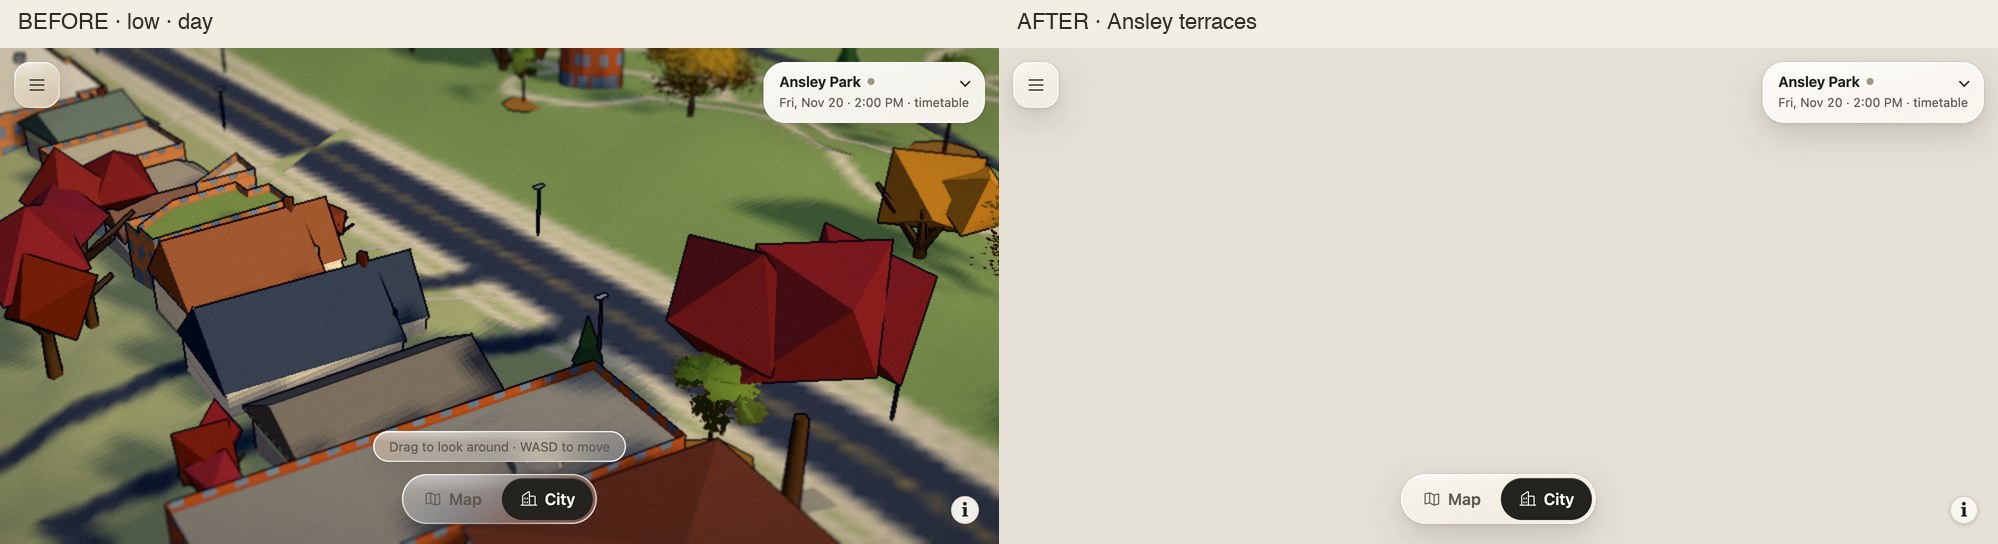 BEFORE · low · day
AFTER · Ansley terraces
Ansley Park
Fri, Nov 20 · 2:00 PM · timetable
Drag to look around · WASD to move
Map
City
i
Ansley Park
Fri, Nov 20 · 2:00 PM · timetable
Map
City
i